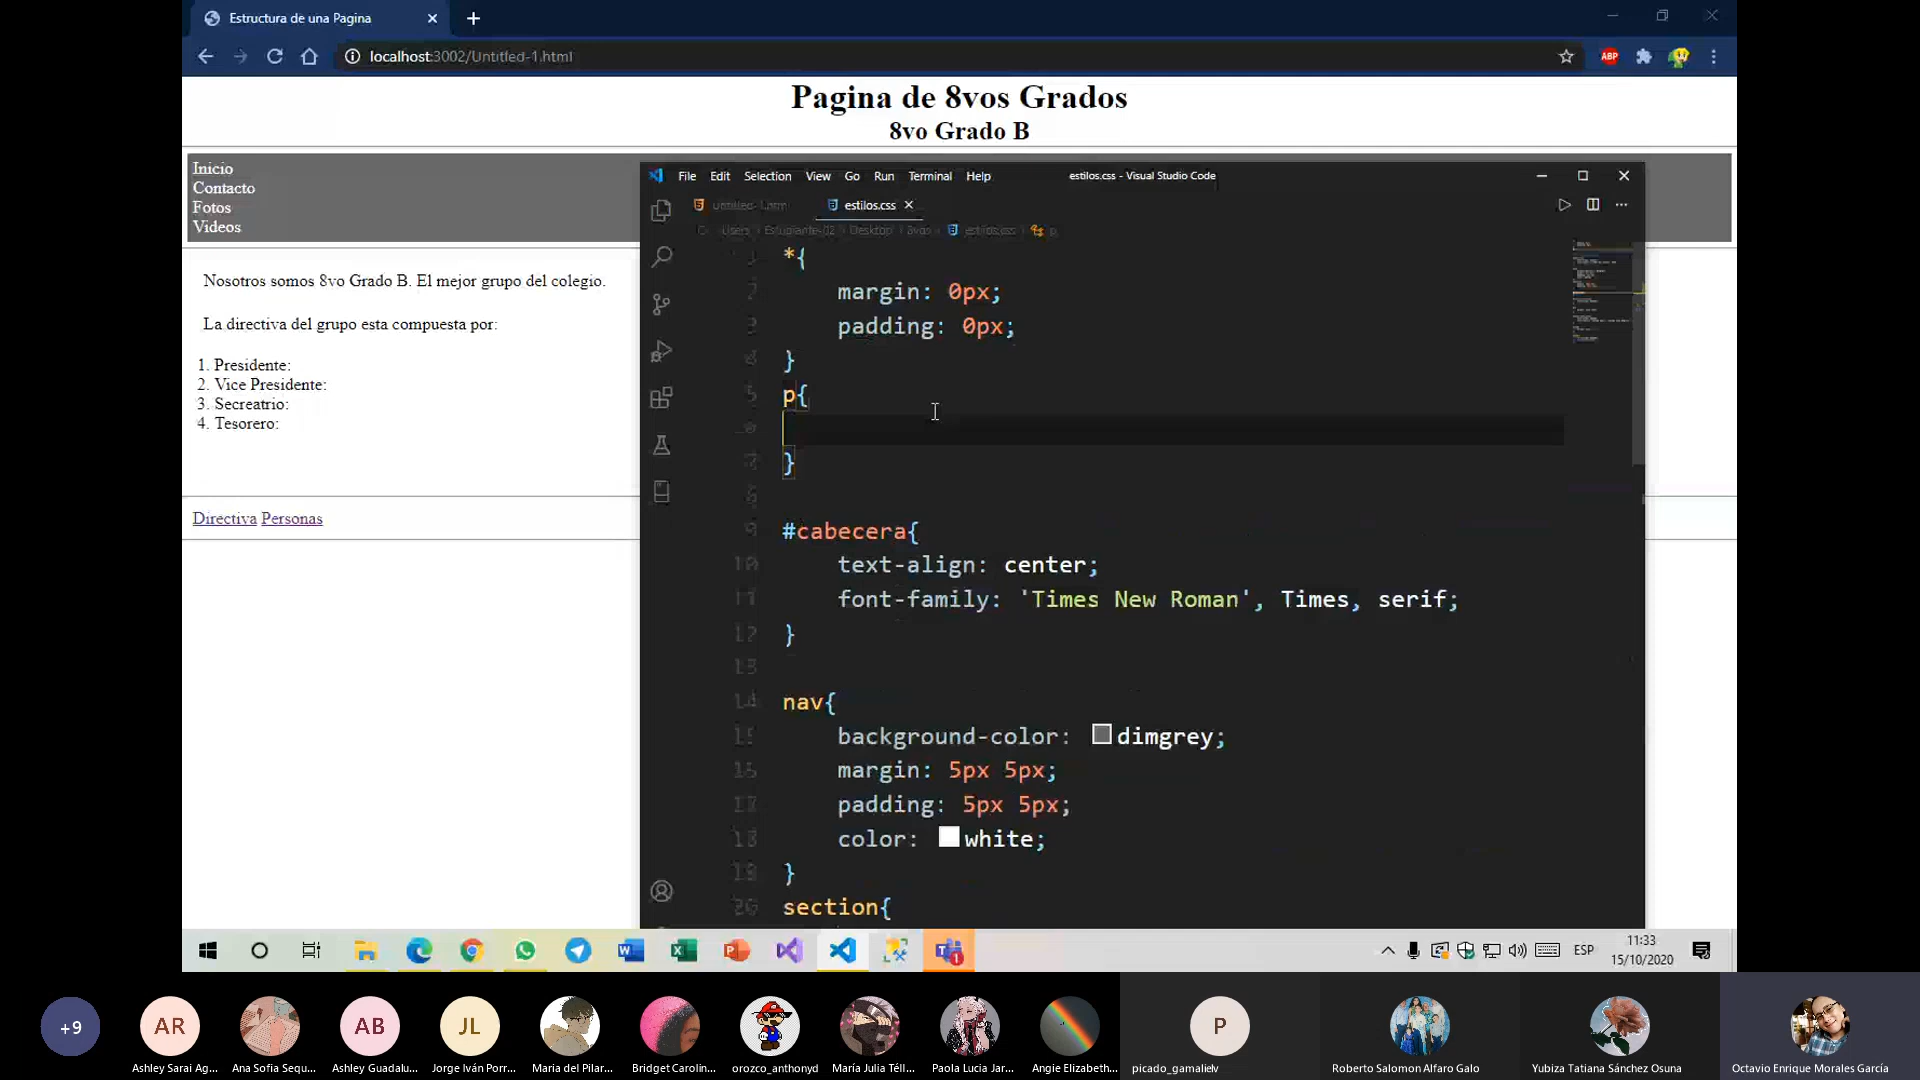 Estructura de una Pagina
localhost:3002/Untitled-1.html
ABP
Pagina de 8vos Grados
8vo Grado B
Inicio
Contacto
Fotos
Videos
Nosotros somos 8vo Grado B. El mejor grupo del colegio.
La directiva del grupo esta compuesta por:
1. Presidente:
2. Vice Presidente:
3. Secreatrio:
4. Tesorero:
Directiva Personas
File Edit Selection View Go Run Terminal Help
estilos.css - Visual Studio Code
estilos.css
*{
margin: 0px;
padding: 0px;
}
p{
}
#cabecera{
text-align: center;
font-family: 'Times New Roman', Times, serif;
}
nav{
background-color: dimgrey;
margin: 5px 5px;
padding: 5px 5px;
color: white;
}
section{
ESP
11:33
15/10/2020
+9
AR
AB
JL
P
Ashley Sarai Ag...
Ana Sofia Sequ...
Ashley Guadalu...
Jorge Iván Porr...
Maria del Pilar...
Bridget Carolin...
orozco_anthonyd
María Julia Téll...
Paola Lucia Jar...
Angie Elizabeth...
picado_gamalielv
Roberto Salomon Alfaro Galo
Yubiza Tatiana Sánchez Osuna
Octavio Enrique Morales García